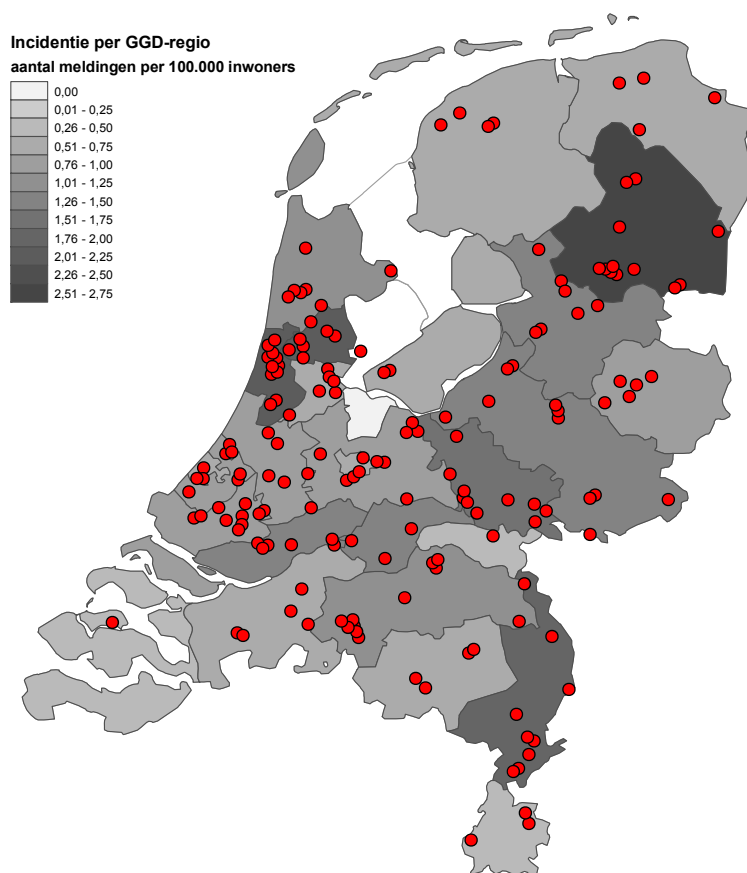 Incidentie per GGD-regio
aantal meldingen per 100.000 inwoners
0,00
0,01 - 0,25
0,26 - 0,50
0,51 - 0,75
0,76 - 1,00
1,01 - 1,25
1,26 - 1,50
1,51 - 1,75
1,76 - 2,00
2,01 - 2,25
2,26 - 2,50
2,51 - 2,75